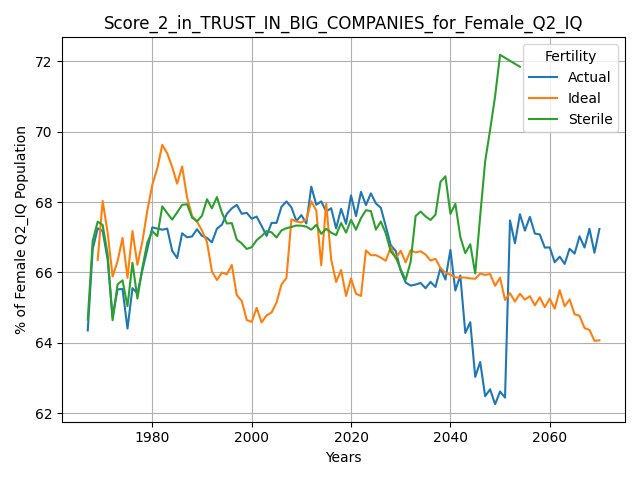 Score_2_in_TRUST_IN_BIG_COMPANIES_for_Female_Q2_IQ
% of Female Q2_IQ Population
72
70
68
66
64
62
Fertility
Actual
Ideal
Sterile
1980
2000
2020
2040
2060
Years